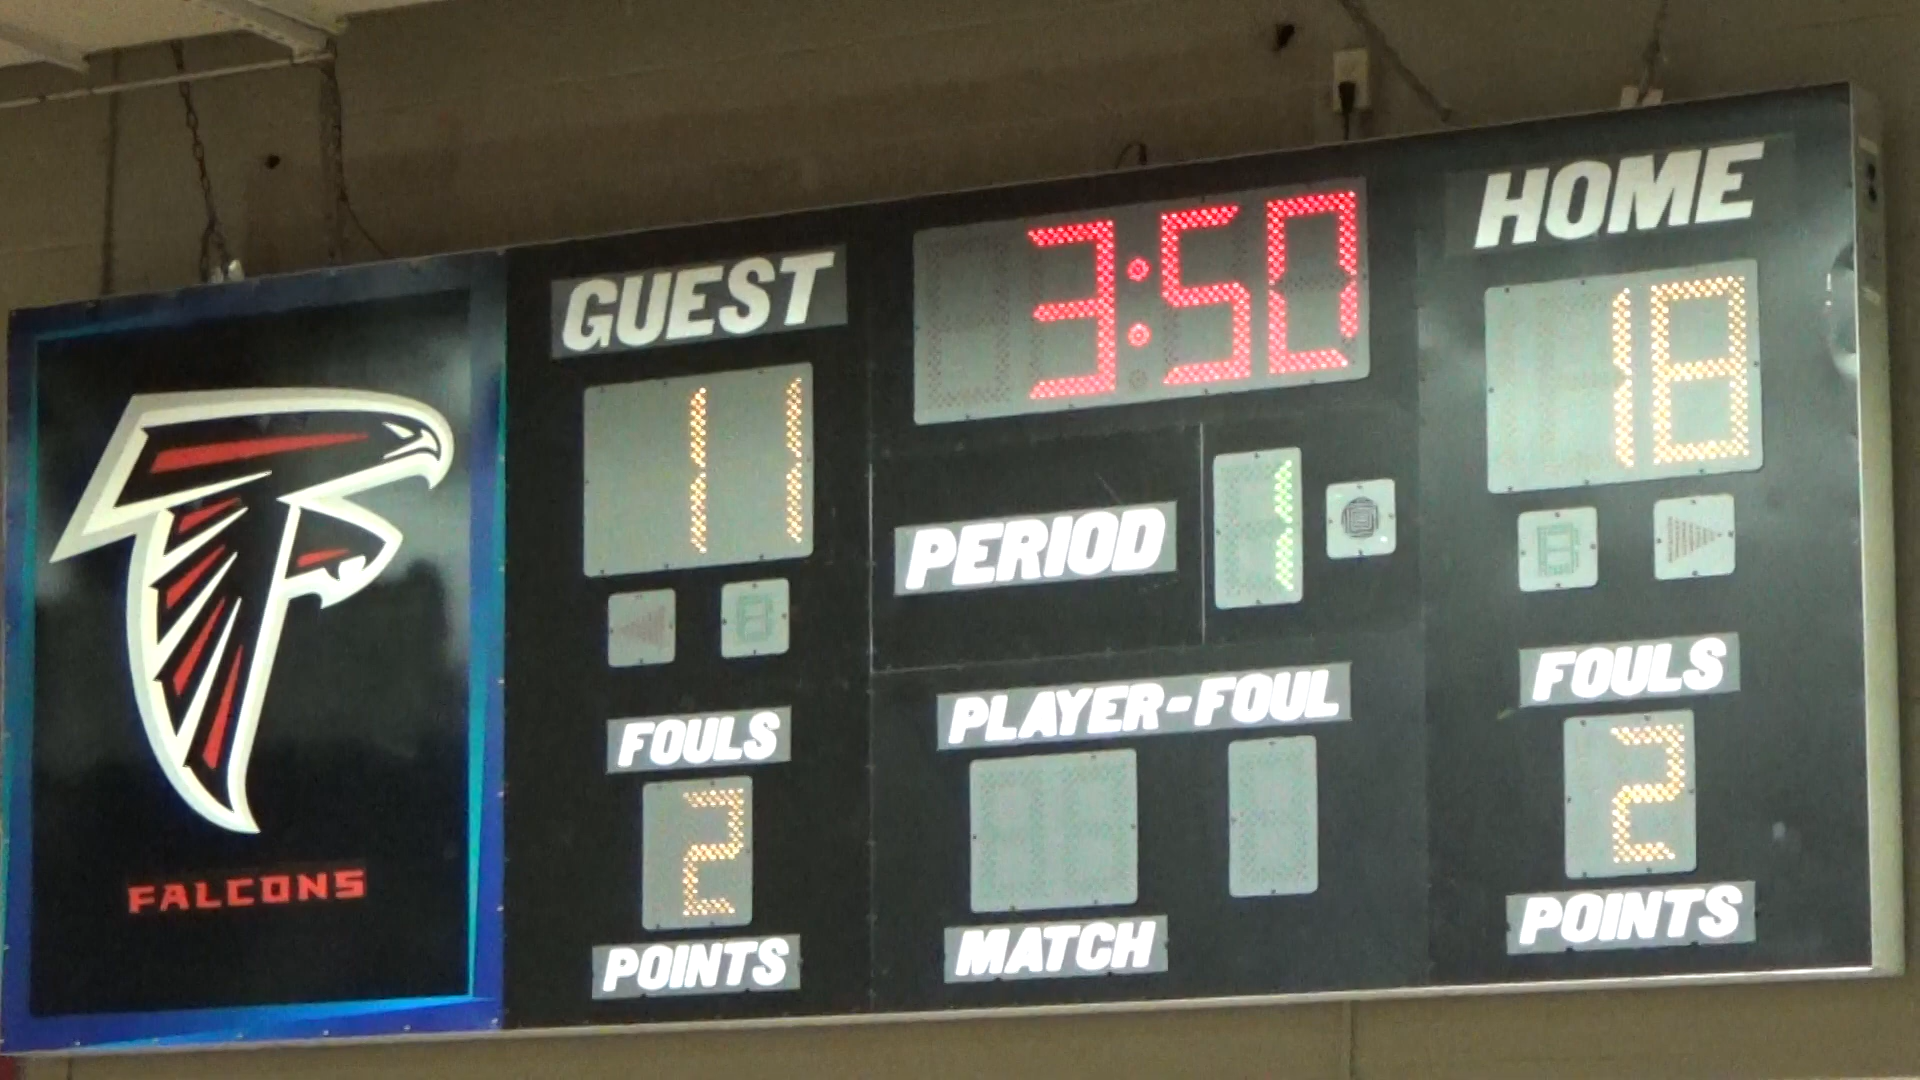 FALCONS
GUEST
11
FOULS
2
POINTS
3:50
PERIOD 1
PLAYER-FOUL
MATCH
HOME
18
FOULS
2
POINTS